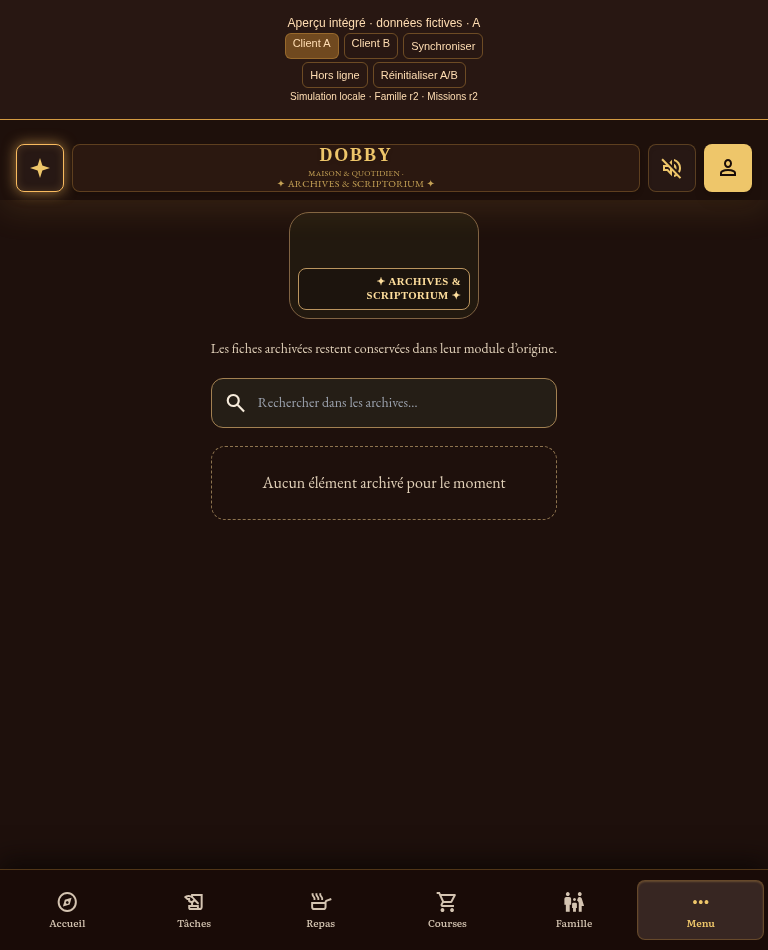 Aperçu intégré · données fictives · A
Client A
Client B
Synchroniser
Hors ligne
Réinitialiser A/B
Simulation locale · Famille r2 · Missions r2
DOBBY
MAISON & QUOTIDIEN ·
✦ ARCHIVES & SCRIPTORIUM ✦
✦ ARCHIVES &
SCRIPTORIUM ✦
Les fiches archivées restent conservées dans leur module d’origine.
Rechercher dans les archives…
Aucun élément archivé pour le moment
Accueil
Tâches
Repas
Courses
Famille
Menu